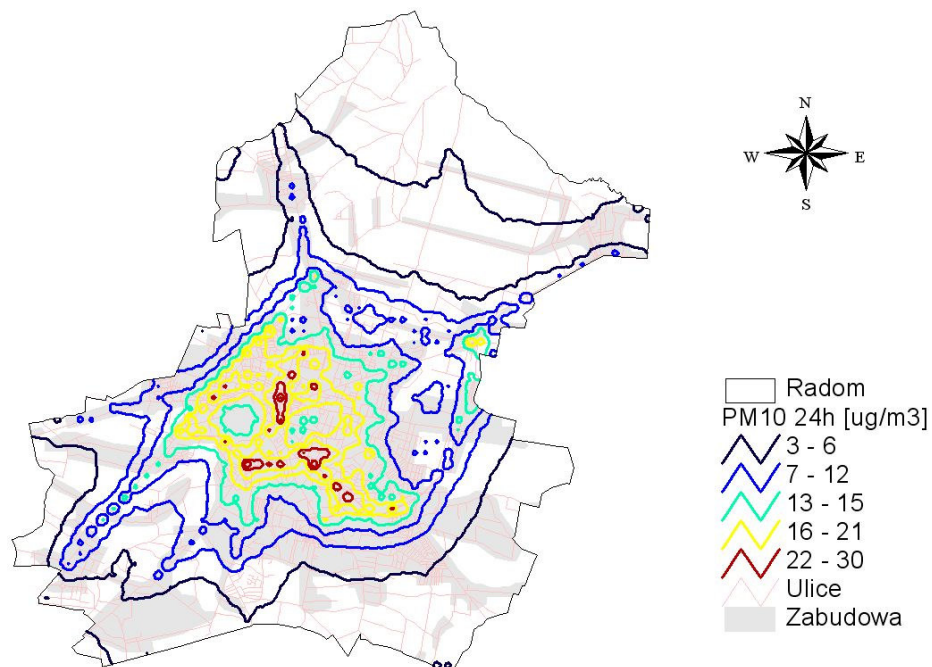 N
W E
S
Radom
PM10 24h [ug/m3]
3 - 6
7 - 12
13 - 15
16 - 21
22 - 30
Ulice
Zabudowa